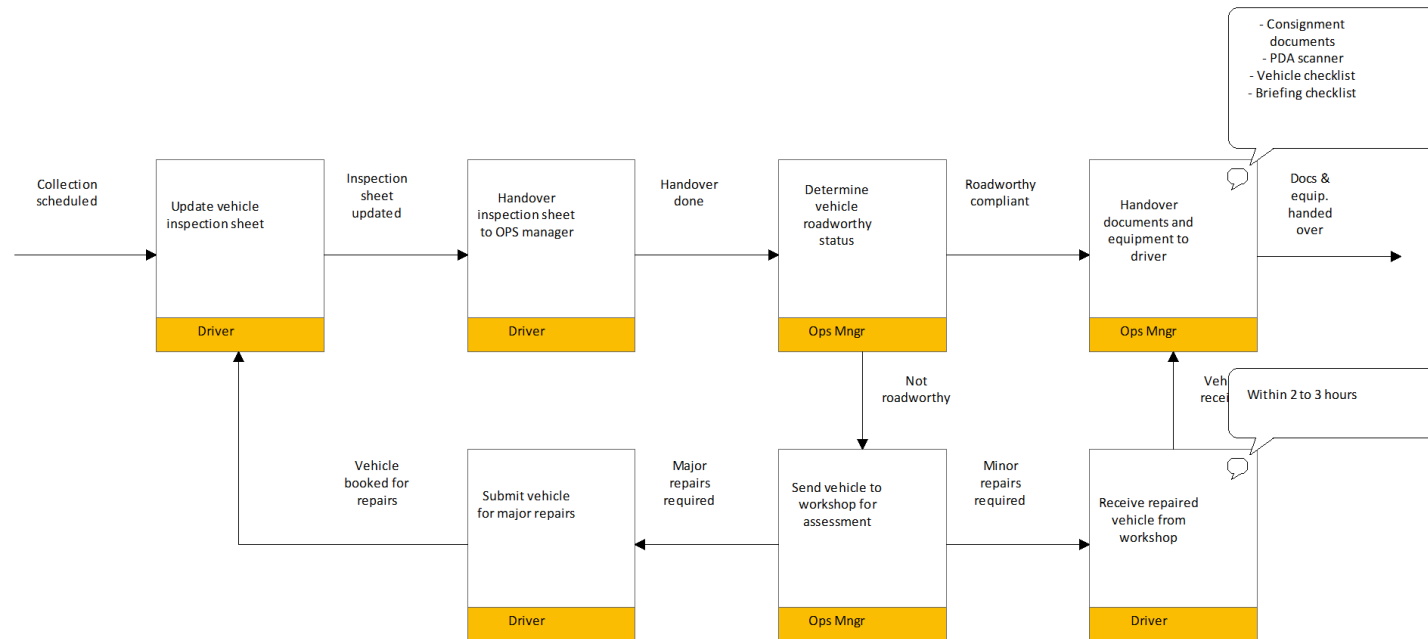 - Consignment
documents
- PDA scanner
- Vehicle checklist
- Briefing checklist
Collection
scheduled
Update vehicle
inspection sheet
Driver
Inspection
sheet
updated
Handover
inspection sheet
to OPS manager
Driver
Handover
done
Determine
vehicle
roadworthy
status
Ops Mngr
Roadworthy
compliant
Handover
documents and
equipment to
driver
Ops Mngr
Docs &
equip.
handed
over
Not
roadworthy
Within 2 to 3 hours
Vehicle
booked for
repairs
Submit vehicle
for major repairs
Driver
Major
repairs
required
Send vehicle to
workshop for
assessment
Ops Mngr
Minor
repairs
required
Receive repaired
vehicle from
workshop
Driver